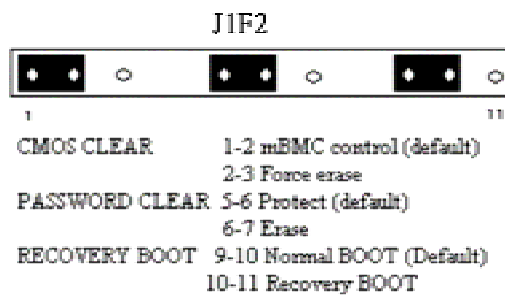 J1F2
1 11
CMOS CLEAR 1-2 mBMC control (default)
2-3 Force erase
PASSWORD CLEAR 5-6 Protect (default)
6-7 Erase
RECOVERY BOOT 9-10 Normal BOOT (Default)
10-11 Recovery BOOT